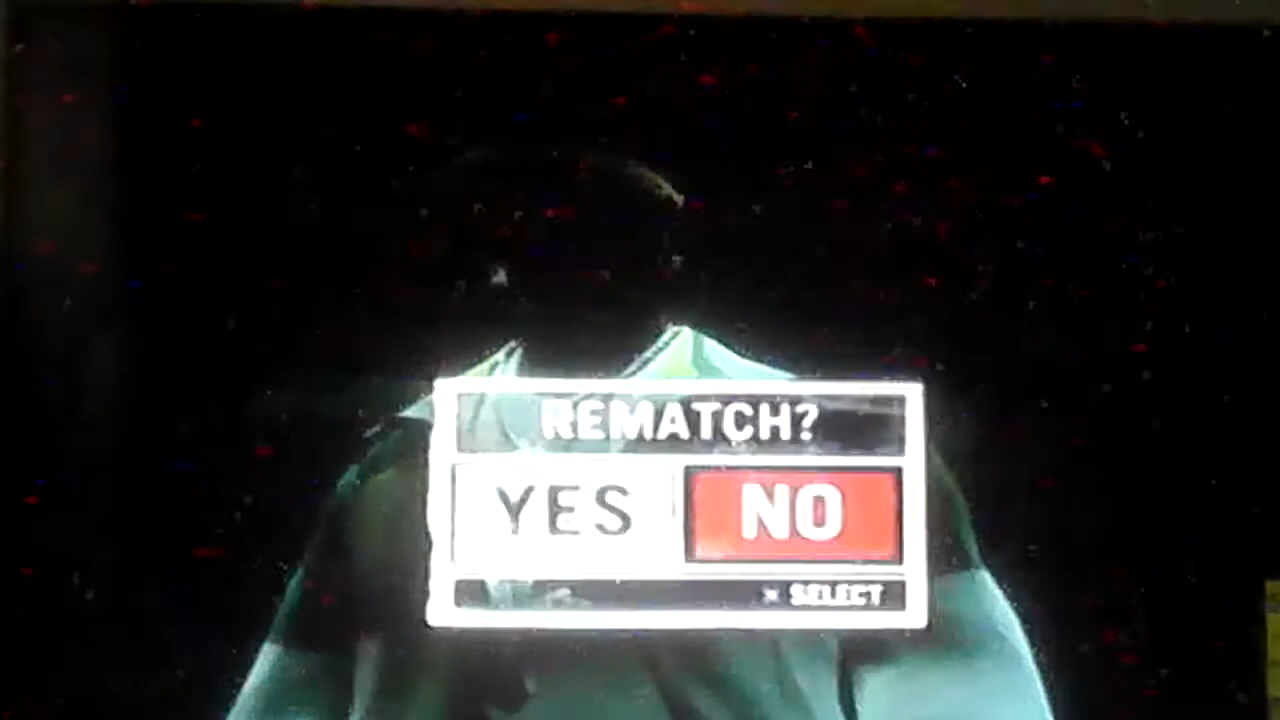 REMATCH?
YES NO
× SELECT